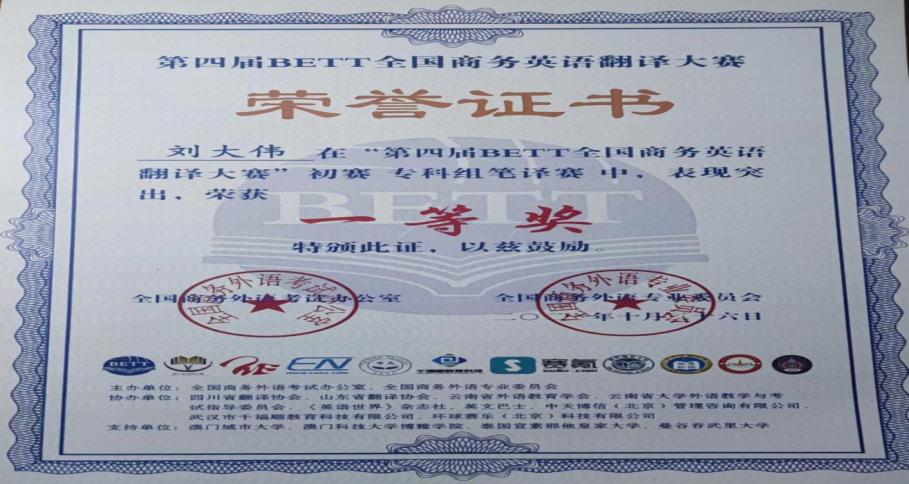 第四届BETT全国商务英语翻译大赛
荣誉证书
刘大伟 在“第四届BETT全国商务英语
翻译大赛”初赛 专科组笔译赛 中，表现突
出，荣获
BETT
一等奖
特颁此证，以兹鼓励。
全国商务外语考试办公室 全国商务外语专业委员会
年十月 十六日
BETT
EN
赛氪
主办单位：全国商务外语考试办公室、全国商务外语专业委员会
协办单位：四川省翻译协会、山东省翻译协会、云南省外语教育学会、云南省大学外语教学与考
试指导委员会、《英语世界》杂志社、英文巴士、中天博信（北京）管理咨询有限公司、
武汉市千福顺教育科技有限公司、环球赛乐（北京）科技有限公司
支持单位：澳门城市大学、澳门科技大学博雅学院、泰国宣素那他皇家大学、曼谷吞武里大学